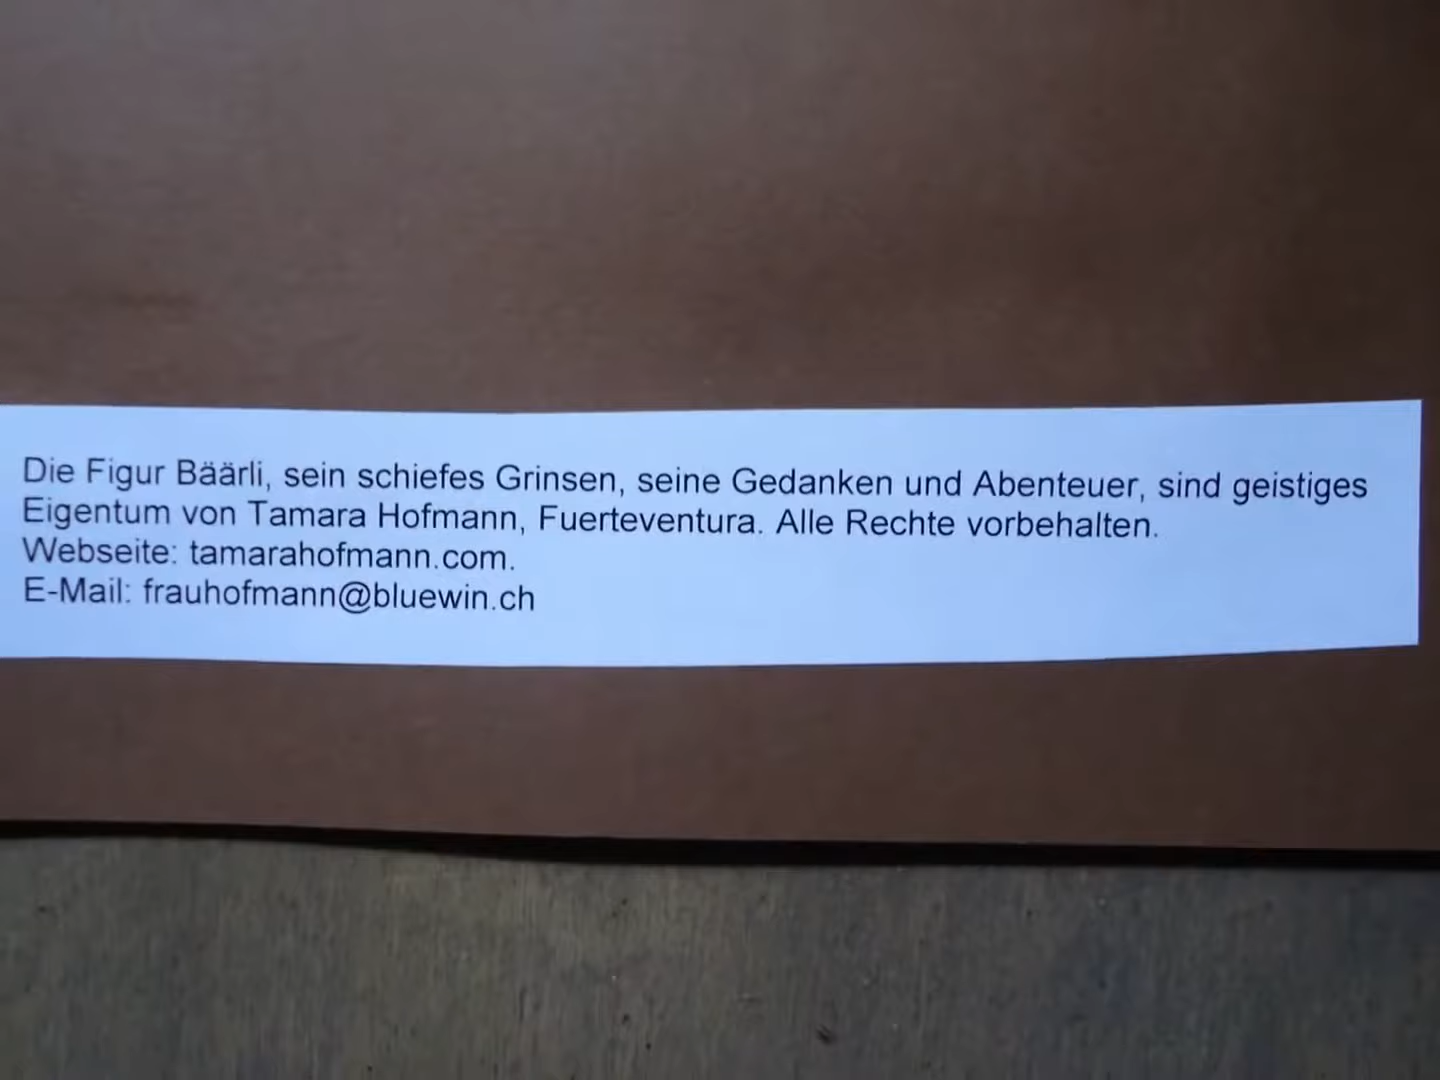 Die Figur Bäärli, sein schiefes Grinsen, seine Gedanken und Abenteuer, sind geistiges
Eigentum von Tamara Hofmann, Fuerteventura. Alle Rechte vorbehalten.
Webseite: tamarahofmann.com.
E-Mail: frauhofmann@bluewin.ch